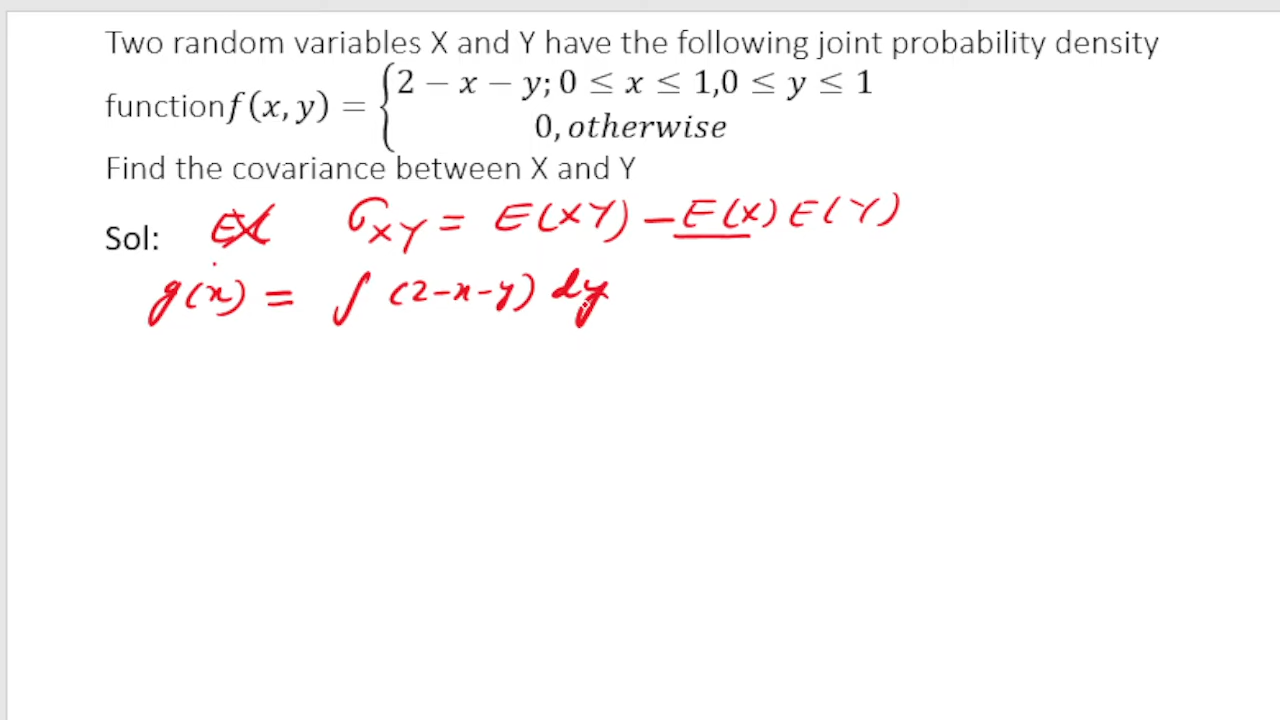 Two random variables X and Y have the following joint probability density
function f(x, y) = {2 − x − y; 0 ≤ x ≤ 1,0 ≤ y ≤ 1
0, otherwise
Find the covariance between X and Y
Sol: σXY = E(XY) − E(X) E(Y)
g(x) = ∫ (2-x-y) dy